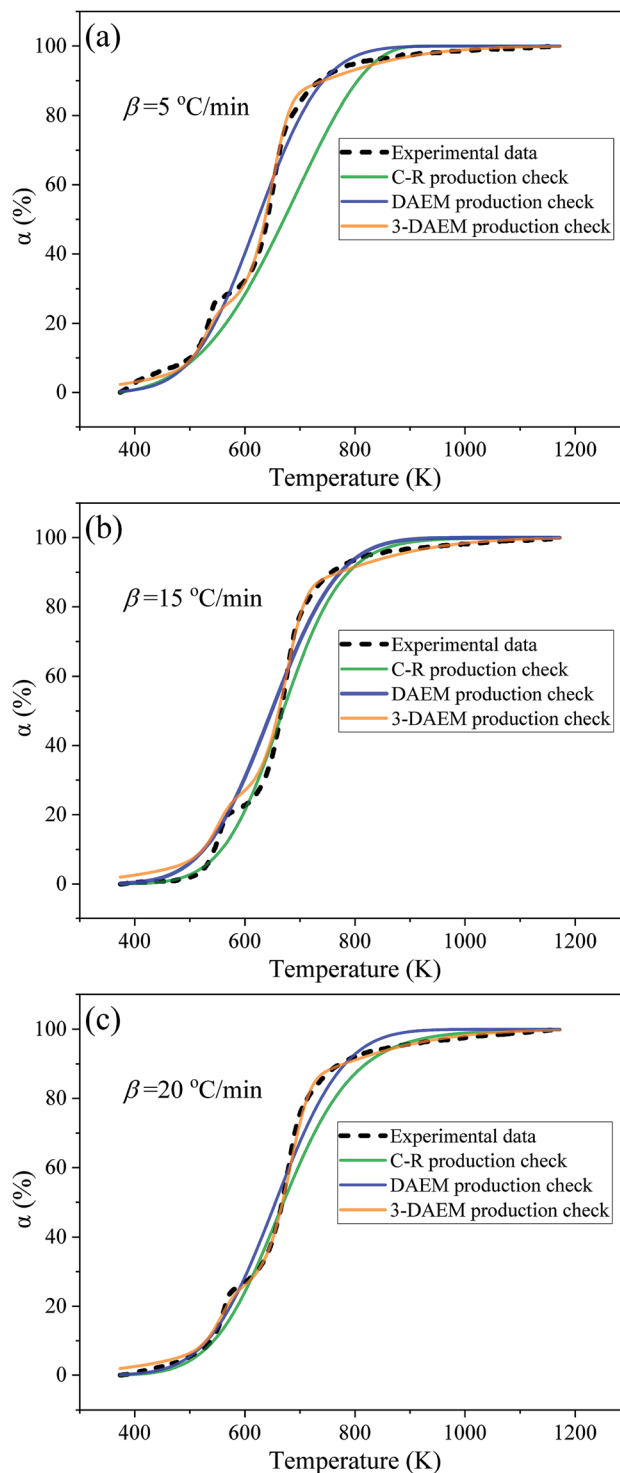 (a)
β=5 °C/min
Experimental data
C-R production check
DAEM production check
3-DAEM production check
α (%)
100
80
60
40
20
0
400 600 800 1000 1200
Temperature (K)
(b)
β=15 °C/min
Experimental data
C-R production check
DAEM production check
3-DAEM production check
α (%)
100
80
60
40
20
0
400 600 800 1000 1200
Temperature (K)
(c)
β=20 °C/min
Experimental data
C-R production check
DAEM production check
3-DAEM production check
α (%)
100
80
60
40
20
0
400 600 800 1000 1200
Temperature (K)